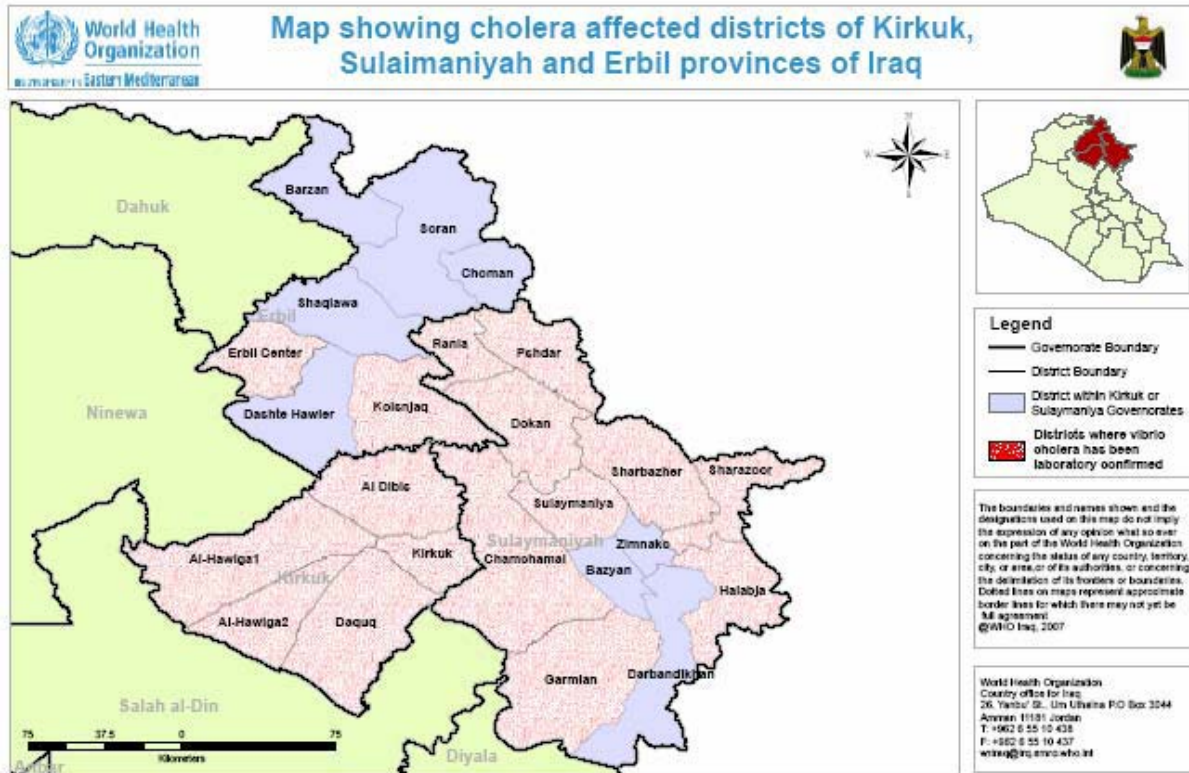 World Health
Organization
Eastern Mediterranean
Map showing cholera affected districts of Kirkuk,
Sulaimaniyah and Erbil provinces of Iraq
N
W
E
S
Barzan
Dahuk
Soran
Choman
Shaqlawa
Erbil
Erbil Center
Rania
Pshdar
Ninewa
Dashte Hawler
Koisnjaq
Dokan
Sharbazher
Sharazoor
Al Dibis
Sulaymaniya
Al-Hawiga1
Kirkuk
Sulaymaniyah
Chamohamal
Zimnako
Bazyan
Kirkuk
Halabja
Al-Hawiga2
Daquq
Garmian
Darbandikhan
Salah al-Din
Diyala
Anbar
75 37.5 0 75
Kilometers
Legend
Governorate Boundary
District Boundary
District within Kirkuk or
Sulaymaniya Governorates
Districts where vibrio
cholera has been
laboratory confirmed
The boundaries and names shown and the
designations used on this map do not imply
the expression of any opinion what so ever
on the part of the World Health Organization
concerning the status of any country, territory,
city, or area,or of its authorities, or concerning
the delimitation of its frontiers or boundaries.
Dotted lines on maps represent approximate
border lines for which there may not yet be
full agreement
@WHO Iraq, 2007
World Health Organization
Country office for Iraq
26, Yanbu' St., Um Uthaina P.O Box 3044
Amman 11181 Jordan
T: +962 6 55 10 438
F: +962 6 55 10 437